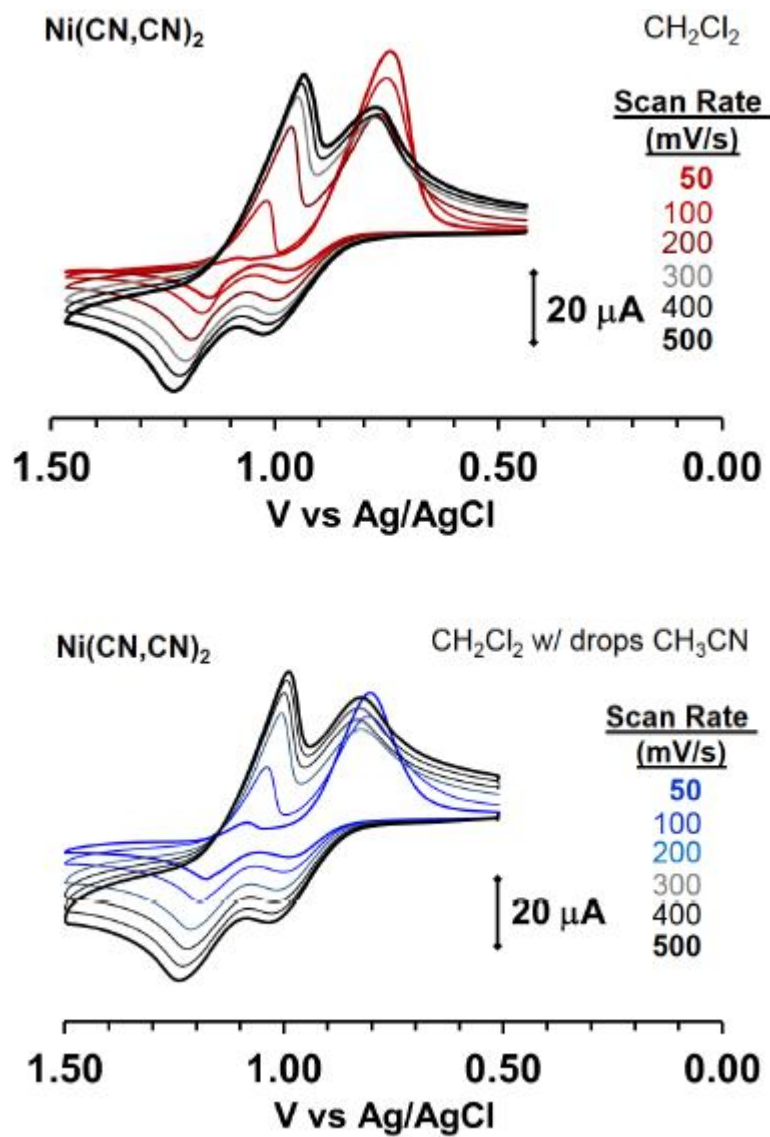 Ni(CN,CN)2 CH2Cl2
Scan Rate
(mV/s)
50
100
200
300
400
500
20 μA
1.50 1.00 0.50 0.00
V vs Ag/AgCl
Ni(CN,CN)2 CH2Cl2 w/ drops CH3CN
Scan Rate
(mV/s)
50
100
200
300
400
500
20 μA
1.50 1.00 0.50 0.00
V vs Ag/AgCl